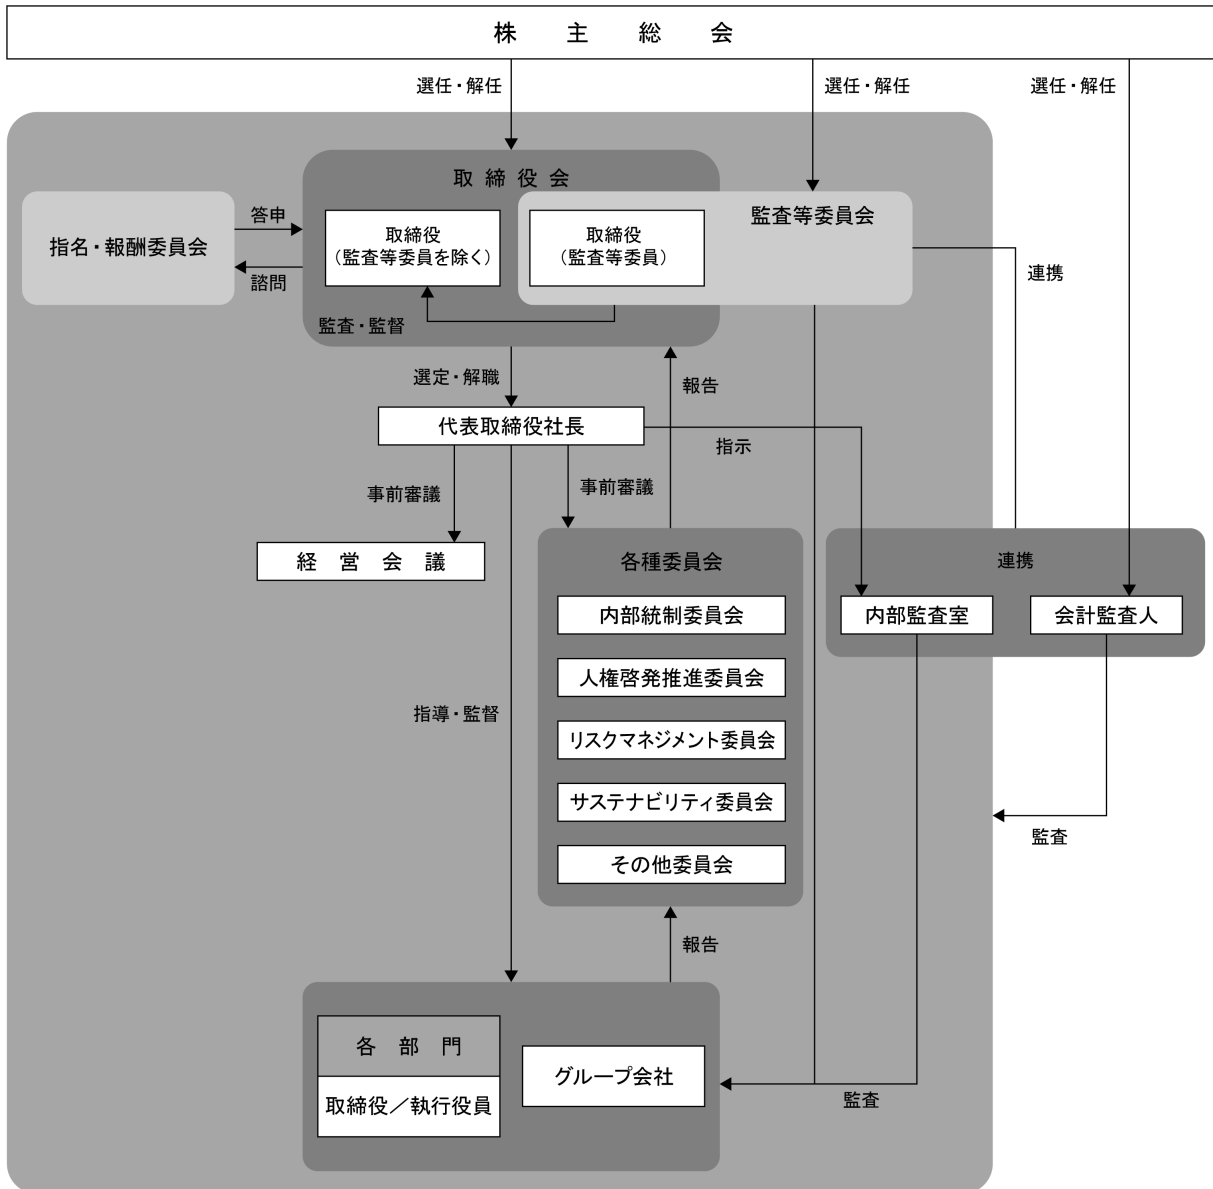 株主総会
選任・解任
選任・解任
選任・解任
取締役会
監査等委員会
指名・報酬委員会
答申
諮問
取締役
(監査等委員を除く)
取締役
(監査等委員)
監査・監督
連携
選定・解職
報告
代表取締役社長
指示
事前審議
事前審議
経営会議
各種委員会
内部統制委員会
人権啓発推進委員会
リスクマネジメント委員会
サステナビリティ委員会
その他委員会
連携
内部監査室
会計監査人
指導・監督
監査
報告
各部門
取締役/執行役員
グループ会社
監査